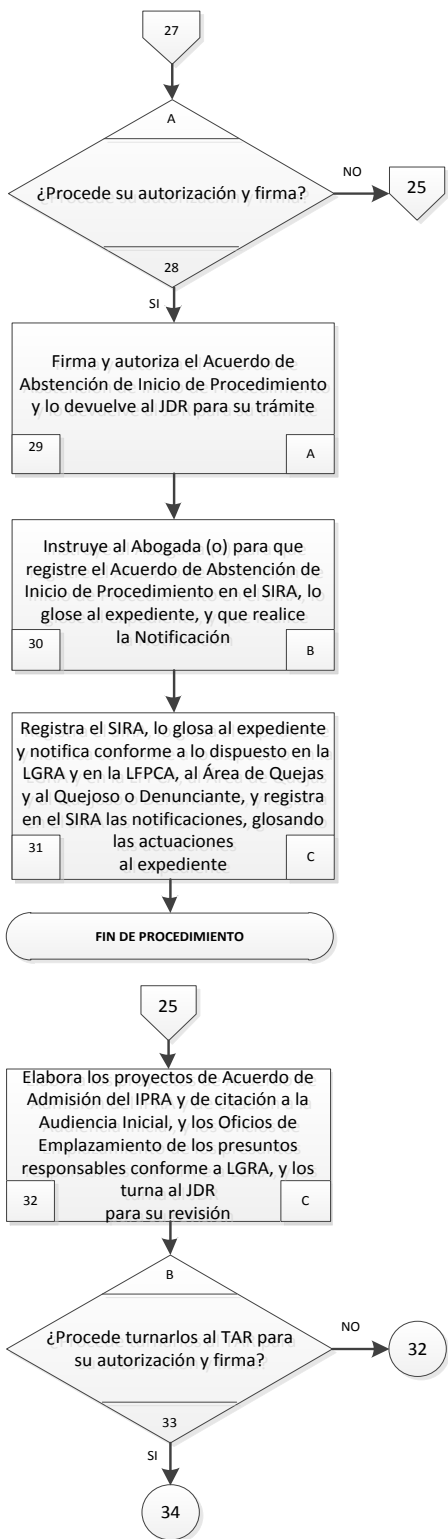 27
A
¿Procede su autorización y firma?
NO
25
28
SI
Firma y autoriza el Acuerdo de
Abstención de Inicio de Procedimiento
y lo devuelve al JDR para su trámite
29
A
Instruye al Abogada (o) para que
registre el Acuerdo de Abstención de
Inicio de Procedimiento en el SIRA, lo
glose al expediente, y que realice
la Notificación
30
B
Registra el SIRA, lo glosa al expediente
y notifica conforme a lo dispuesto en la
LGRA y en la LFPCA, al Área de Quejas
y al Quejoso o Denunciante, y registra
en el SIRA las notificaciones, glosando
las actuaciones
al expediente
31
C
FIN DE PROCEDIMIENTO
25
Elabora los proyectos de Acuerdo de
Admisión del IPRA y de citación a la
Audiencia Inicial, y los Oficios de
Emplazamiento de los presuntos
responsables conforme a LGRA, y los
turna al JDR
para su revisión
32
C
B
¿Procede turnarlos al TAR para
su autorización y firma?
NO
32
33
SI
34